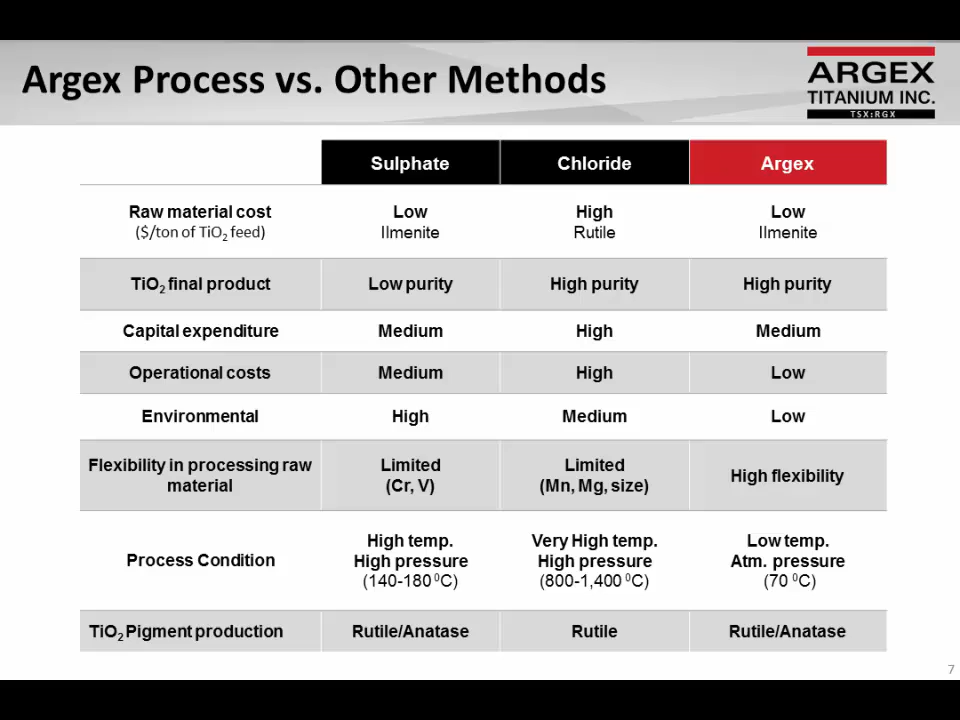 Argex Process vs. Other Methods
ARGEX
TITANIUM INC.
TSX:RGX
Sulphate Chloride Argex
Raw material cost
($/ton of TiO2 feed)
Low
Ilmenite
High
Rutile
Low
Ilmenite
TiO2 final product Low purity High purity High purity
Capital expenditure Medium High Medium
Operational costs Medium High Low
Environmental High Medium Low
Flexibility in processing raw
material
Limited
(Cr, V)
Limited
(Mn, Mg, size)
High flexibility
Process Condition
High temp.
High pressure
(140-180 ⁰C)
Very High temp.
High pressure
(800-1,400 ⁰C)
Low temp.
Atm. pressure
(70 ⁰C)
TiO2 Pigment production Rutile/Anatase Rutile Rutile/Anatase
7